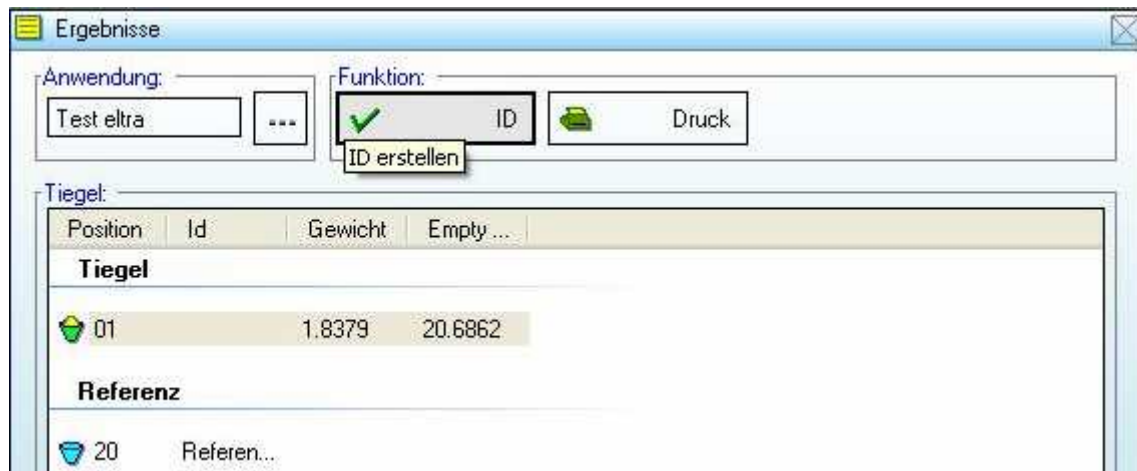 Ergebnisse
Anwendung: Funktion:
Test eltra ... ID Druck
ID erstellen
Tiegel:
Position Id Gewicht Empty ...
Tiegel
01 1.8379 20.6862
Referenz
20 Referen...